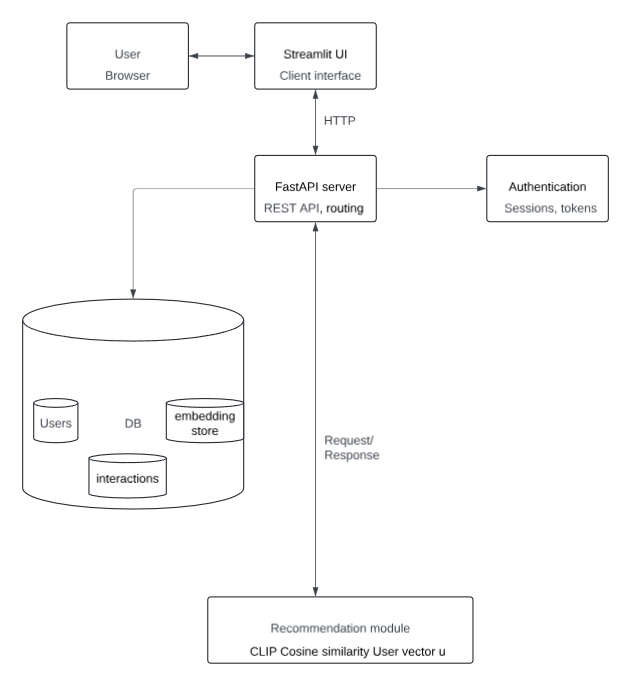 User
Browser
Streamlit UI
Client interface
HTTP
FastAPI server
REST API, routing
Authentication
Sessions, tokens
Users
DB
embedding
store
interactions
Request/
Response
Recommendation module
CLIP Cosine similarity User vector u